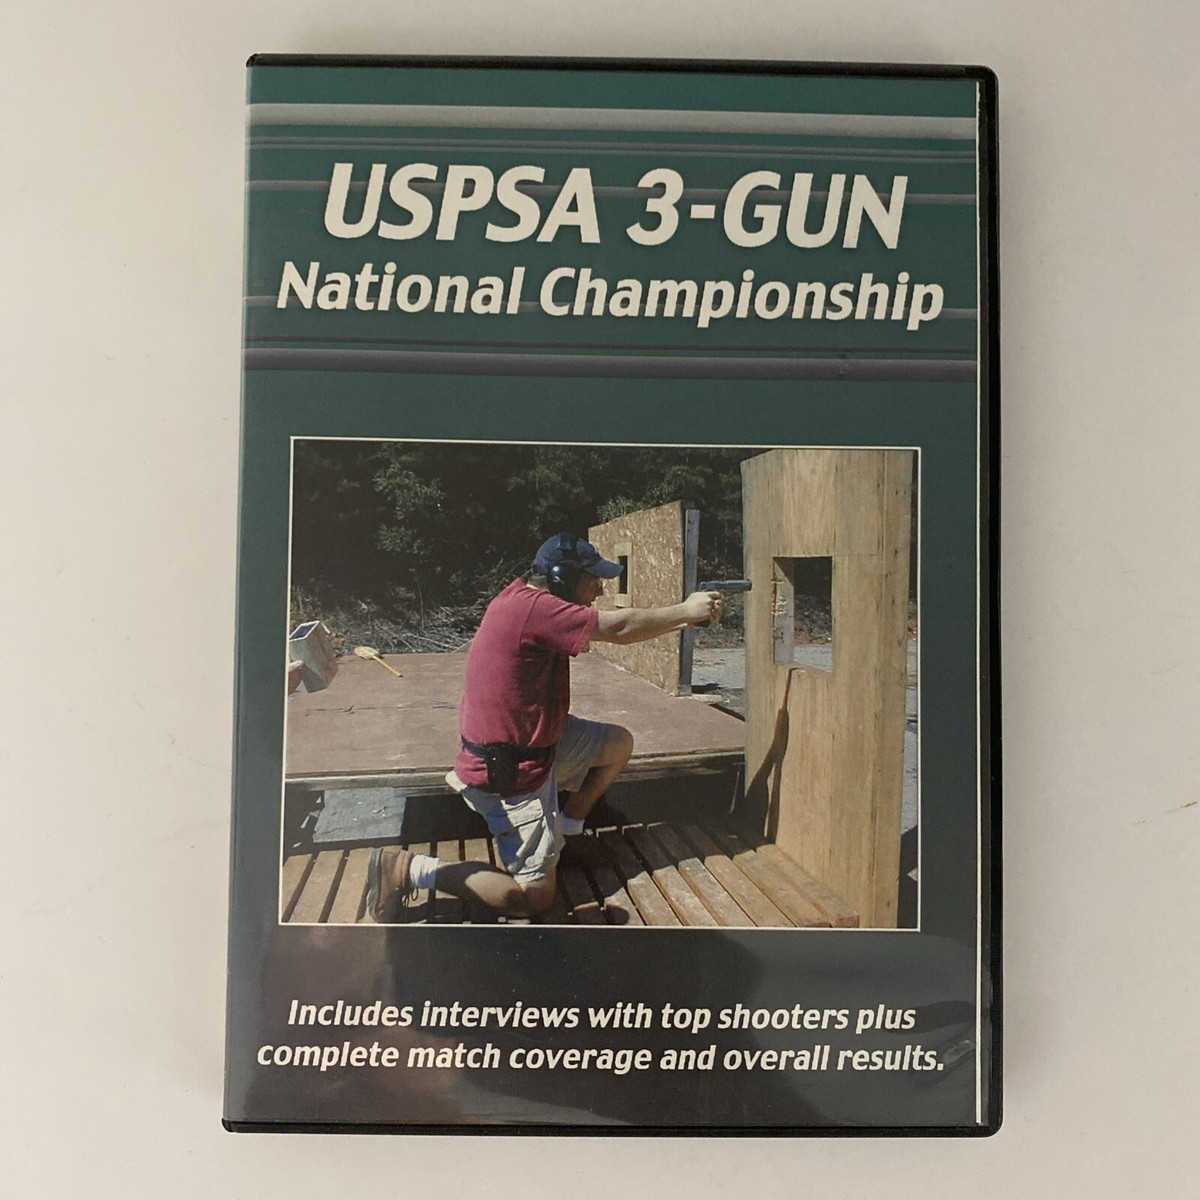 USPSA 3-GUN
National Championship
Includes interviews with top shooters plus
complete match coverage and overall results.